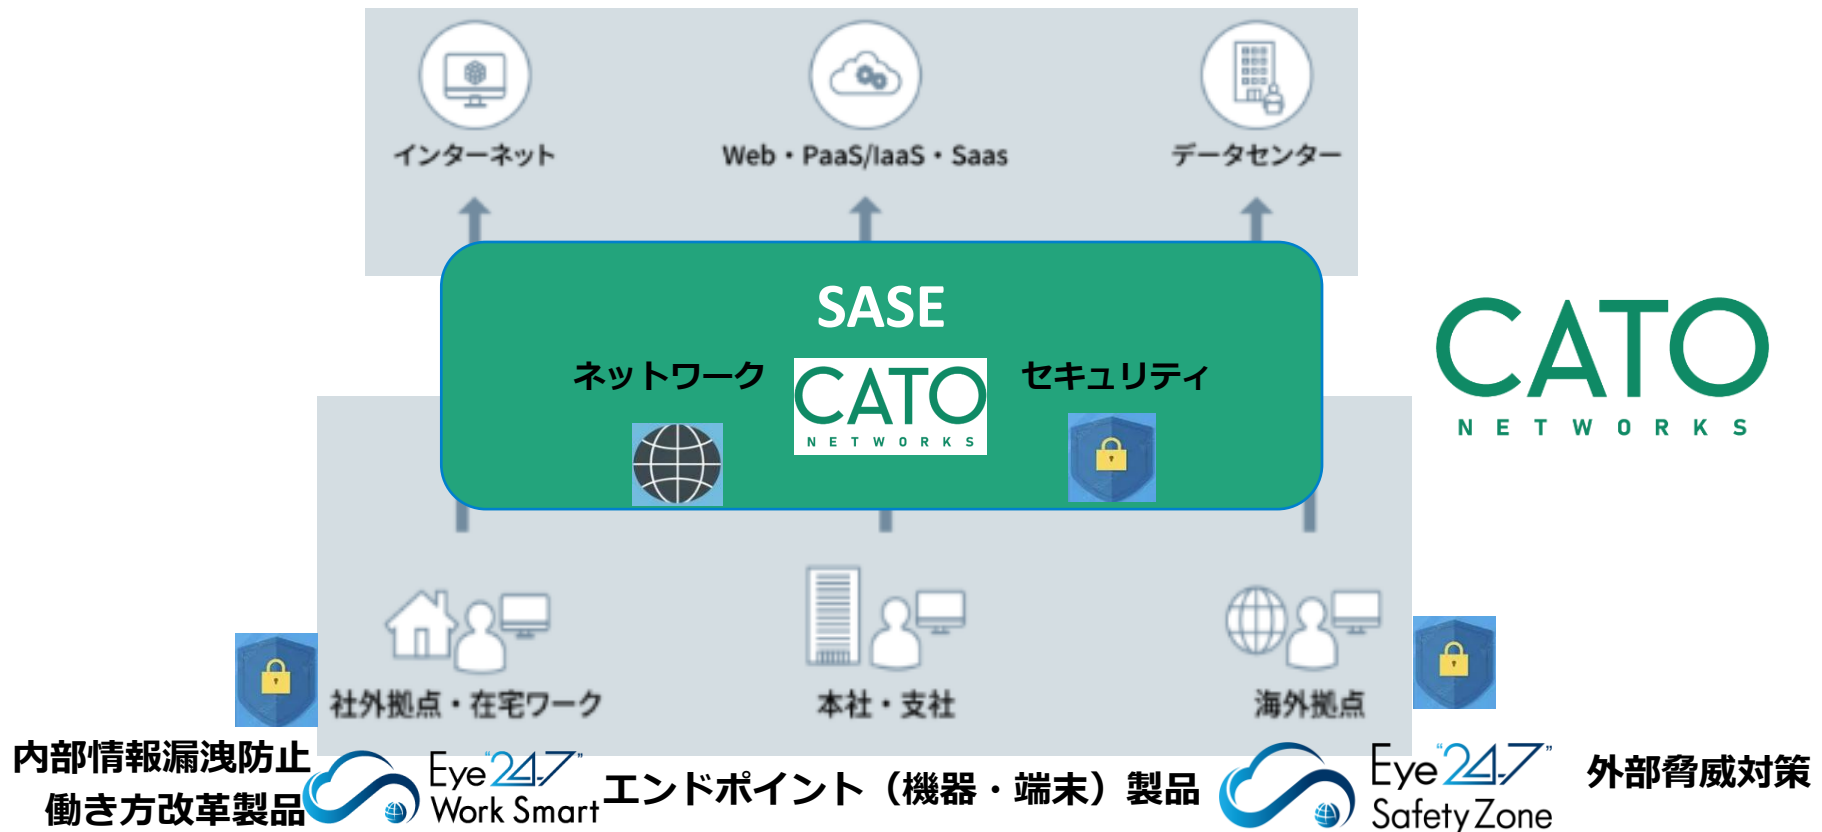 インターネット
Web・PaaS/IaaS・Saas
データセンター
SASE
ネットワーク
CATO
NETWORKS
セキュリティ
CATO
NETWORKS
社外拠点・在宅ワーク
本社・支社
海外拠点
内部情報漏洩防止
働き方改革製品
Eye“24-7”
Work Smart
エンドポイント（機器・端末）製品
Eye“24-7”
Safety Zone
外部脅威対策